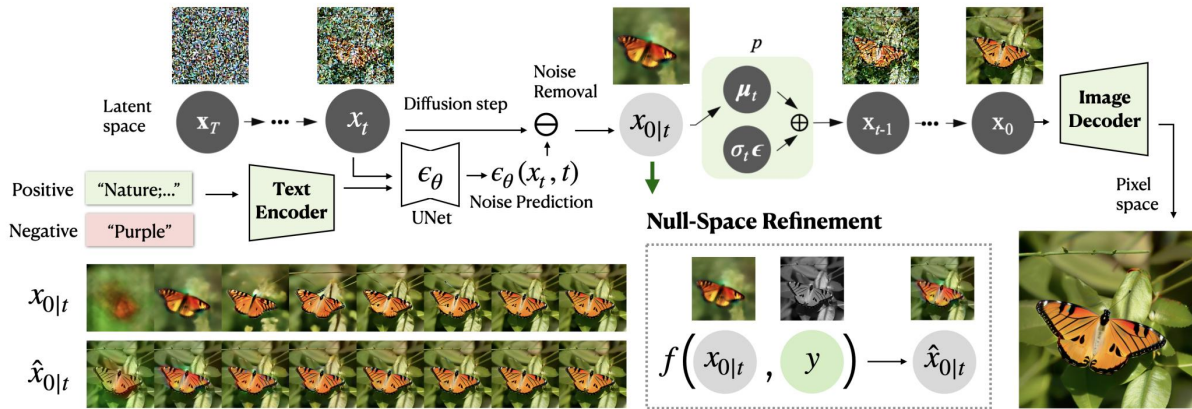 p
Latent
space
x_T
x_t
Diffusion step
Noise
Removal
⊖
x_{0|t}
μ_t
σ_t ϵ
⊕
x_{t-1}
x_0
Image
Decoder
Positive
"Nature;..."
Negative
"Purple"
Text
Encoder
ϵ_θ
UNet
ϵ_θ(x_t, t)
Noise Prediction
Pixel
space
Null-Space Refinement
x_{0|t}
x̂_{0|t}
f(x_{0|t}, y) → x̂_{0|t}